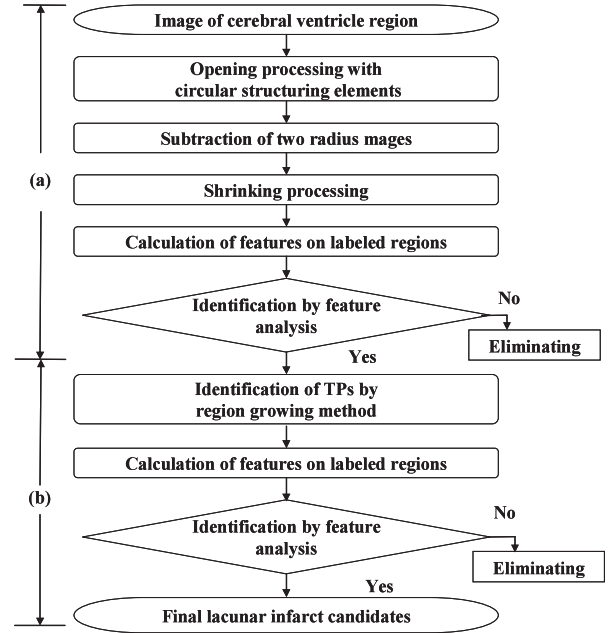 Image of cerebral ventricle region
Opening processing with
circular structuring elements
Subtraction of two radius mages
(a)
Shrinking processing
Calculation of features on labeled regions
Identification by feature
analysis
No
Eliminating
Yes
Identification of TPs by
region growing method
Calculation of features on labeled regions
(b)
Identification by feature
analysis
No
Eliminating
Yes
Final lacunar infarct candidates